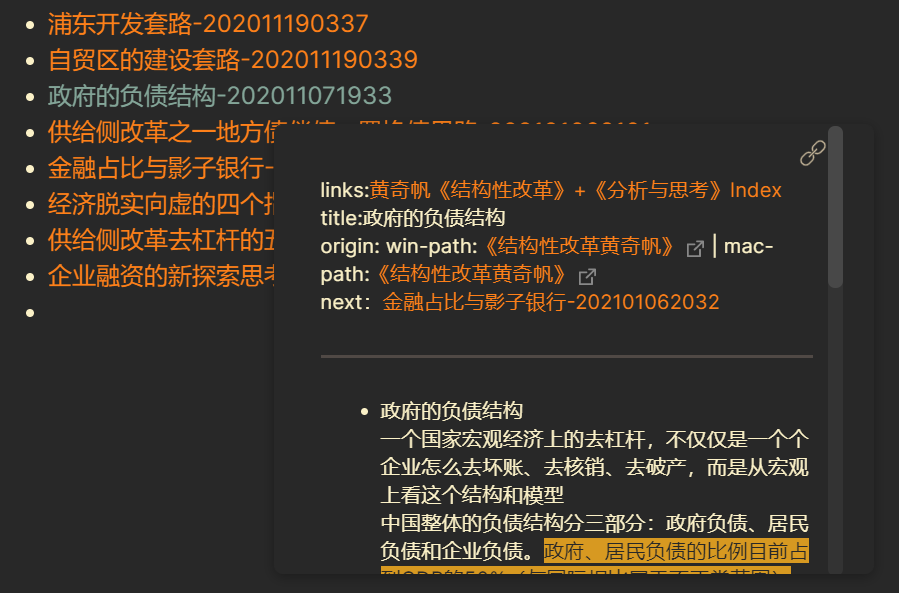 浦东开发套路-202011190337
自贸区的建设套路-202011190339
政府的负债结构-202011071933
供给侧改革之一地方债
金融占比与影子银行-
经济脱实向虚的四个
供给侧改革去杠杆的
企业融资的新探索思
links:黄奇帆《结构性改革》+《分析与思考》Index
title:政府的负债结构
origin: win-path:《结构性改革黄奇帆》 | mac-
path:《结构性改革黄奇帆》
next：金融占比与影子银行-202101062032
政府的负债结构
一个国家宏观经济上的去杠杆，不仅仅是一个个
企业怎么去坏账、去核销、去破产，而是从宏观
上看这个结构和模型
中国整体的负债结构分三部分：政府负债、居民
负债和企业负债。政府、居民负债的比例目前占